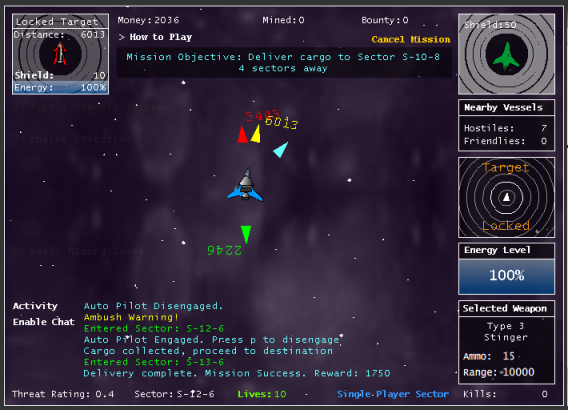 Locked Target
Distance: 6013
Shield: 10
Energy: 100%
Money:2036 Mined:0 Bounty:0
> How to Play Cancel Mission
Mission Objective: Deliver cargo to Sector S-10-8
4 sectors away
Shield:50
Nearby Vessels
Hostiles: 7
Friendlies: 0
6013
2246
Target
Locked
Energy Level
100%
Selected Weapon
Type 3
Stinger
Ammo: 15
Range:-10000
Activity
Enable Chat
Auto Pilot Disengaged.
Ambush Warning!
Entered Sector: S-12-6
Auto Pilot Engaged. Press p to disengage
Cargo collected, proceed to destination
Entered Sector: S-13-6
Delivery complete. Mission Success. Reward: 1750
Threat Rating: 0.4 Sector:S-12-6 Lives:10 Single Player Sector Kills: 0